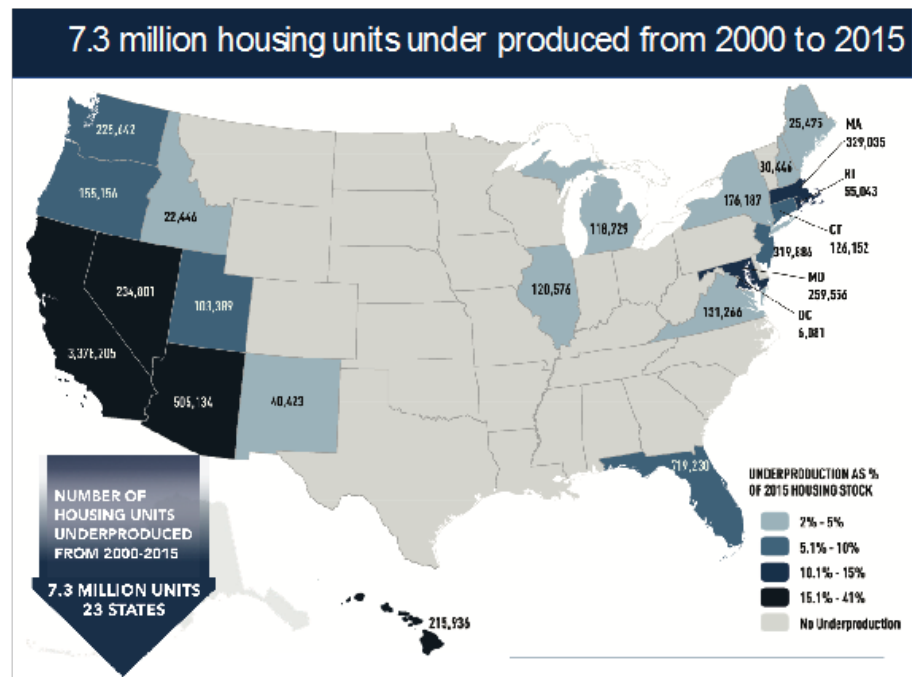 7.3 million housing units under produced from 2000 to 2015
225,642
155,156
22,446
234,001
103,389
3,378,205
505,134
40,423
120,576
118,729
176,187
30,446
25,475
MA
329,035
RI
55,043
CT
126,152
319,886
MD
259,556
DC
6,081
131,266
719,230
215,936
NUMBER OF
HOUSING UNITS
UNDERPRODUCED
FROM 2000-2015
7.3 MILLION UNITS
23 STATES
UNDERPRODUCTION AS %
OF 2015 HOUSING STOCK
2% - 5%
5.1% - 10%
10.1% - 15%
15.1% - 41%
No Underproduction